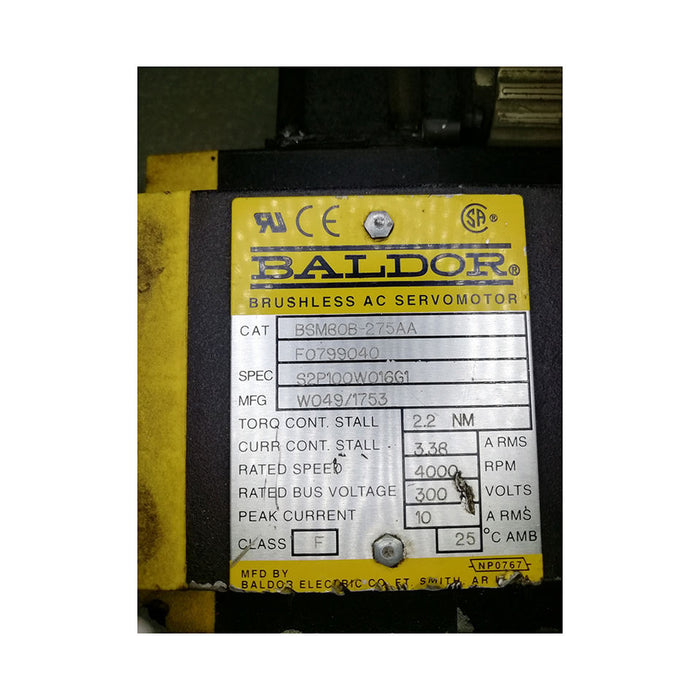 RU CE SA ®
BALDOR®
BRUSHLESS AC SERVOMOTOR
CAT BSM80B-275AA
F0799040
SPEC S2P100W016G1
MFG W049/1753
TORQ CONT. STALL 2.2 NM
CURR CONT. STALL 3.38 A RMS
RATED SPEED 4000 RPM
RATED BUS VOLTAGE 300 VOLTS
PEAK CURRENT 10 A RMS
CLASS F 25 °C AMB
NP0767
MFD BY
BALDOR ELECTRIC CO. FT. SMITH, AR